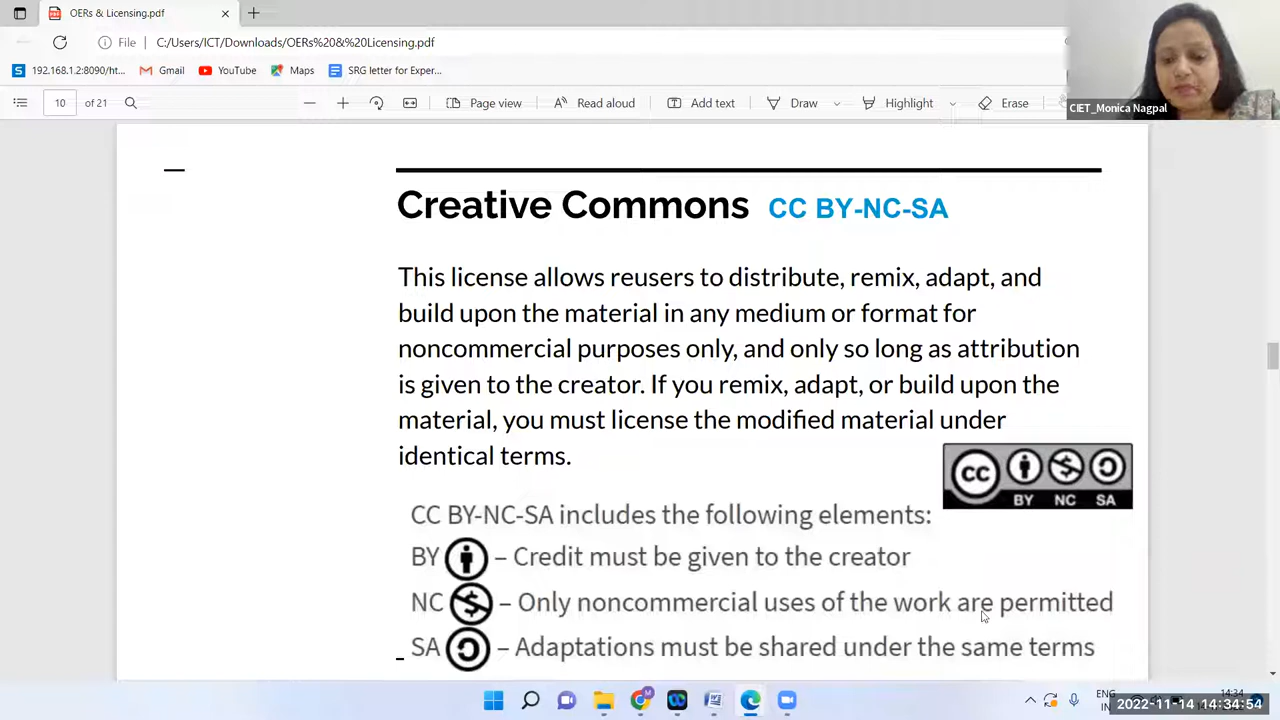 OERs & Licensing.pdf
File C:/Users/ICT/Downloads/OERs%20&%20Licensing.pdf
192.168.1.2:8090/ht... Gmail YouTube Maps SRG letter for Exper...
10 of 21 Page view Read aloud Add text Draw Highlight Erase
CIET_Monica Nagpal
Creative Commons CC BY-NC-SA
This license allows reusers to distribute, remix, adapt, and
build upon the material in any medium or format for
noncommercial purposes only, and only so long as attribution
is given to the creator. If you remix, adapt, or build upon the
material, you must license the modified material under
identical terms.
CC BY NC SA
CC BY-NC-SA includes the following elements:
BY – Credit must be given to the creator
NC – Only noncommercial uses of the work are permitted
SA – Adaptations must be shared under the same terms
ENG 14:34
2022-11-14 14:34:54